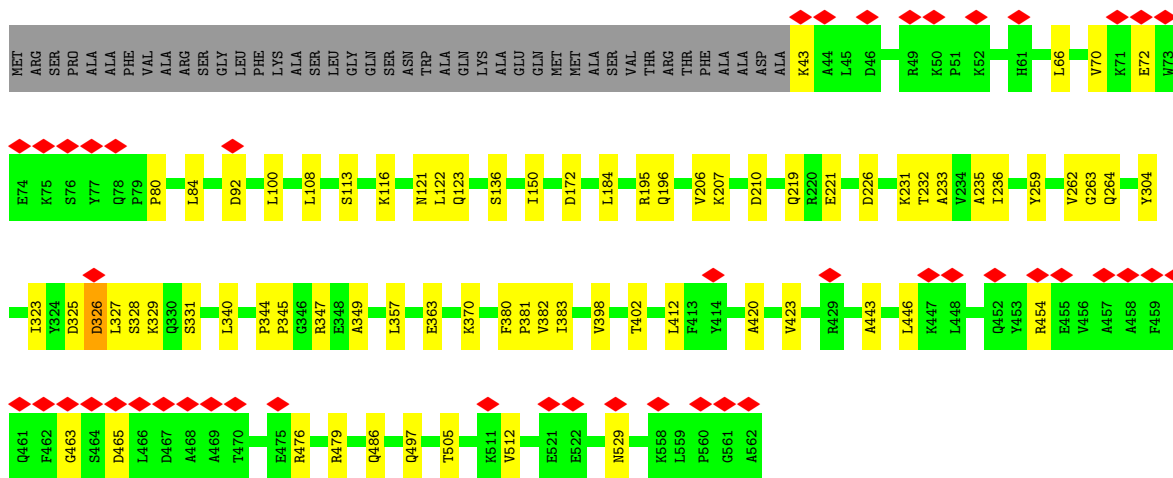 MET ARG SER PRO ALA ALA PHE VAL ALA ARG SER GLY LEU PHE LYS ALA SER LEU GLY GLN SER ASN TRP ALA GLN LYS ALA GLU GLN MET MET ALA SER VAL THR ARG THR PHE ALA ALA ASP ALA K43 A44 L45 D46 R49 K50 P51 K52 H61 L66 V70 K71 E72 W73
E74 K75 S76 Y77 Q78 P79 P80 L84 D92 L100 L108 S113 K116 N121 L122 Q123 S136 I150 D172 L184 R195 Q196 V206 K207 D210 Q219 R220 E221 D226 K231 T232 A233 V234 A235 I236 Y259 V262 G263 Q264 Y304
I323 Y324 D325 D326 L327 S328 K329 Q330 S331 L340 P344 P345 G346 R347 E348 A349 L357 E363 K370 F380 P381 V382 I383 V398 T402 L412 F413 Y414 A420 V423 R429 A443 L446 K447 L448 Q452 Y453 R454 E455 V456 A457 A458 F459
Q461 F462 G463 S464 D465 L466 D467 A468 A469 T470 E475 R476 R479 Q486 Q497 T505 K511 V512 E521 E522 N529 K558 L559 P560 G561 A562